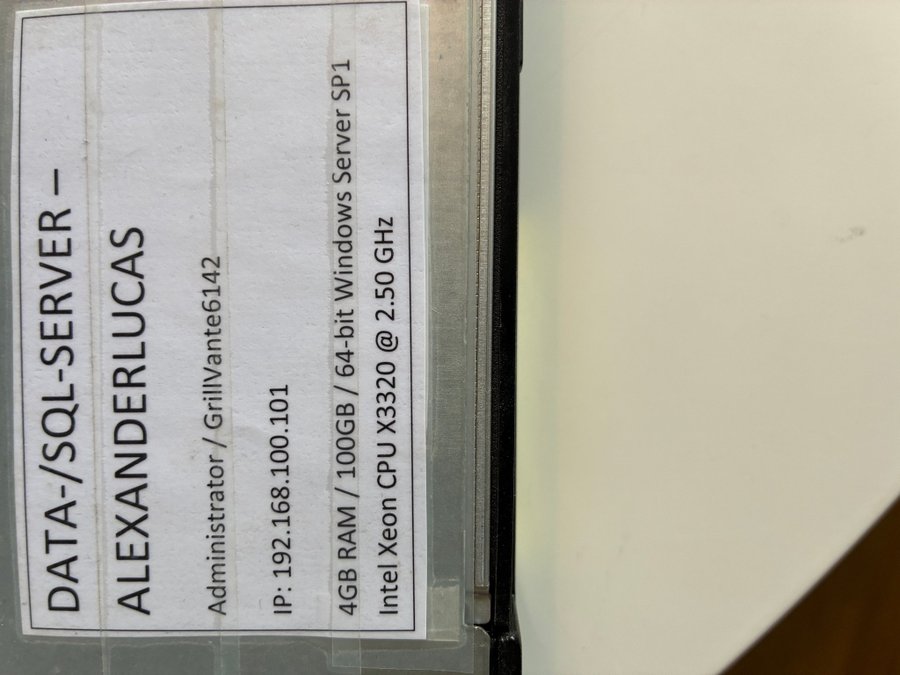 DATA-/SQL-SERVER –
ALEXANDERLUCAS
Administrator / GrillVante6142
IP: 192.168.100.101
4GB RAM / 100GB / 64-bit Windows Server SP1
Intel Xeon CPU X3320 @ 2.50 GHz